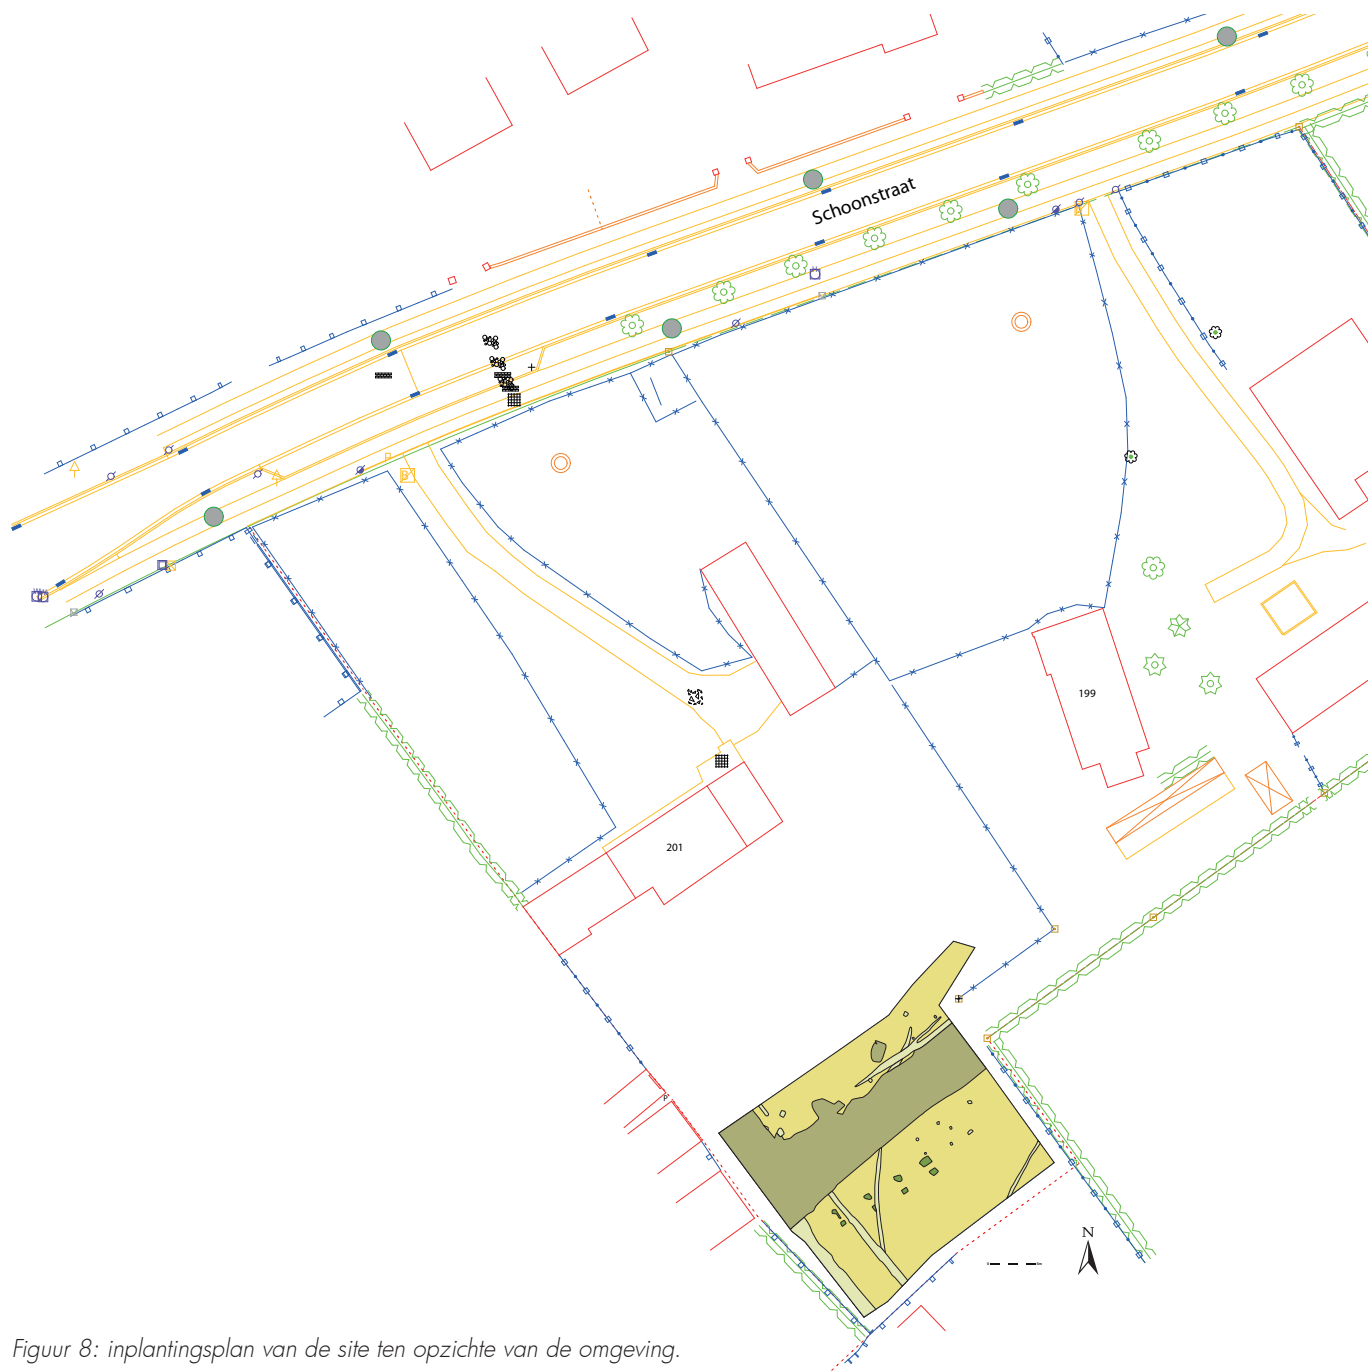 Schoonstraat
199
201
N
Figuur 8: inplantingsplan van de site ten opzichte van de omgeving.